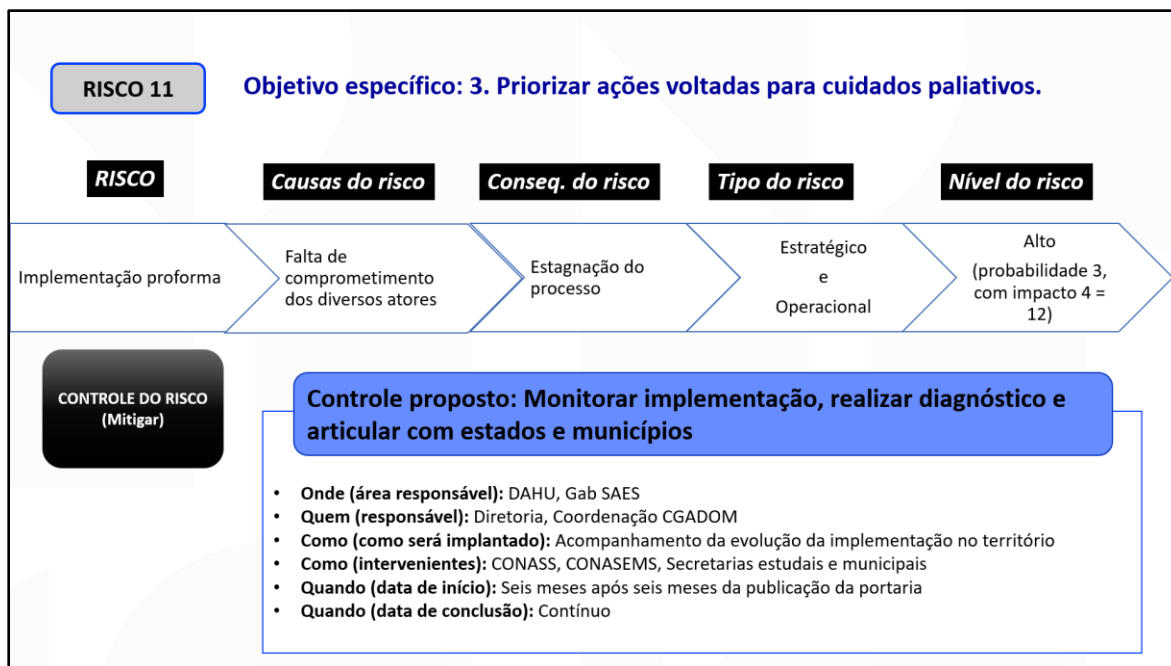 RISCO 11
Objetivo específico: 3. Priorizar ações voltadas para cuidados paliativos.
RISCO
Causas do risco
Conseq. do risco
Tipo do risco
Nível do risco
Implementação proforma
Falta de
comprometimento
dos diversos atores
Estagnação do
processo
Estratégico
e
Operacional
Alto
(probabilidade 3,
com impacto 4 =
12)
CONTROLE DO RISCO
(Mitigar)
Controle proposto: Monitorar implementação, realizar diagnóstico e
articular com estados e municípios
• Onde (área responsável): DAHU, Gab SAES
• Quem (responsável): Diretoria, Coordenação CGADOM
• Como (como será implantado): Acompanhamento da evolução da implementação no território
• Como (intervenientes): CONASS, CONASEMS, Secretarias estudais e municipais
• Quando (data de início): Seis meses após seis meses da publicação da portaria
• Quando (data de conclusão): Contínuo